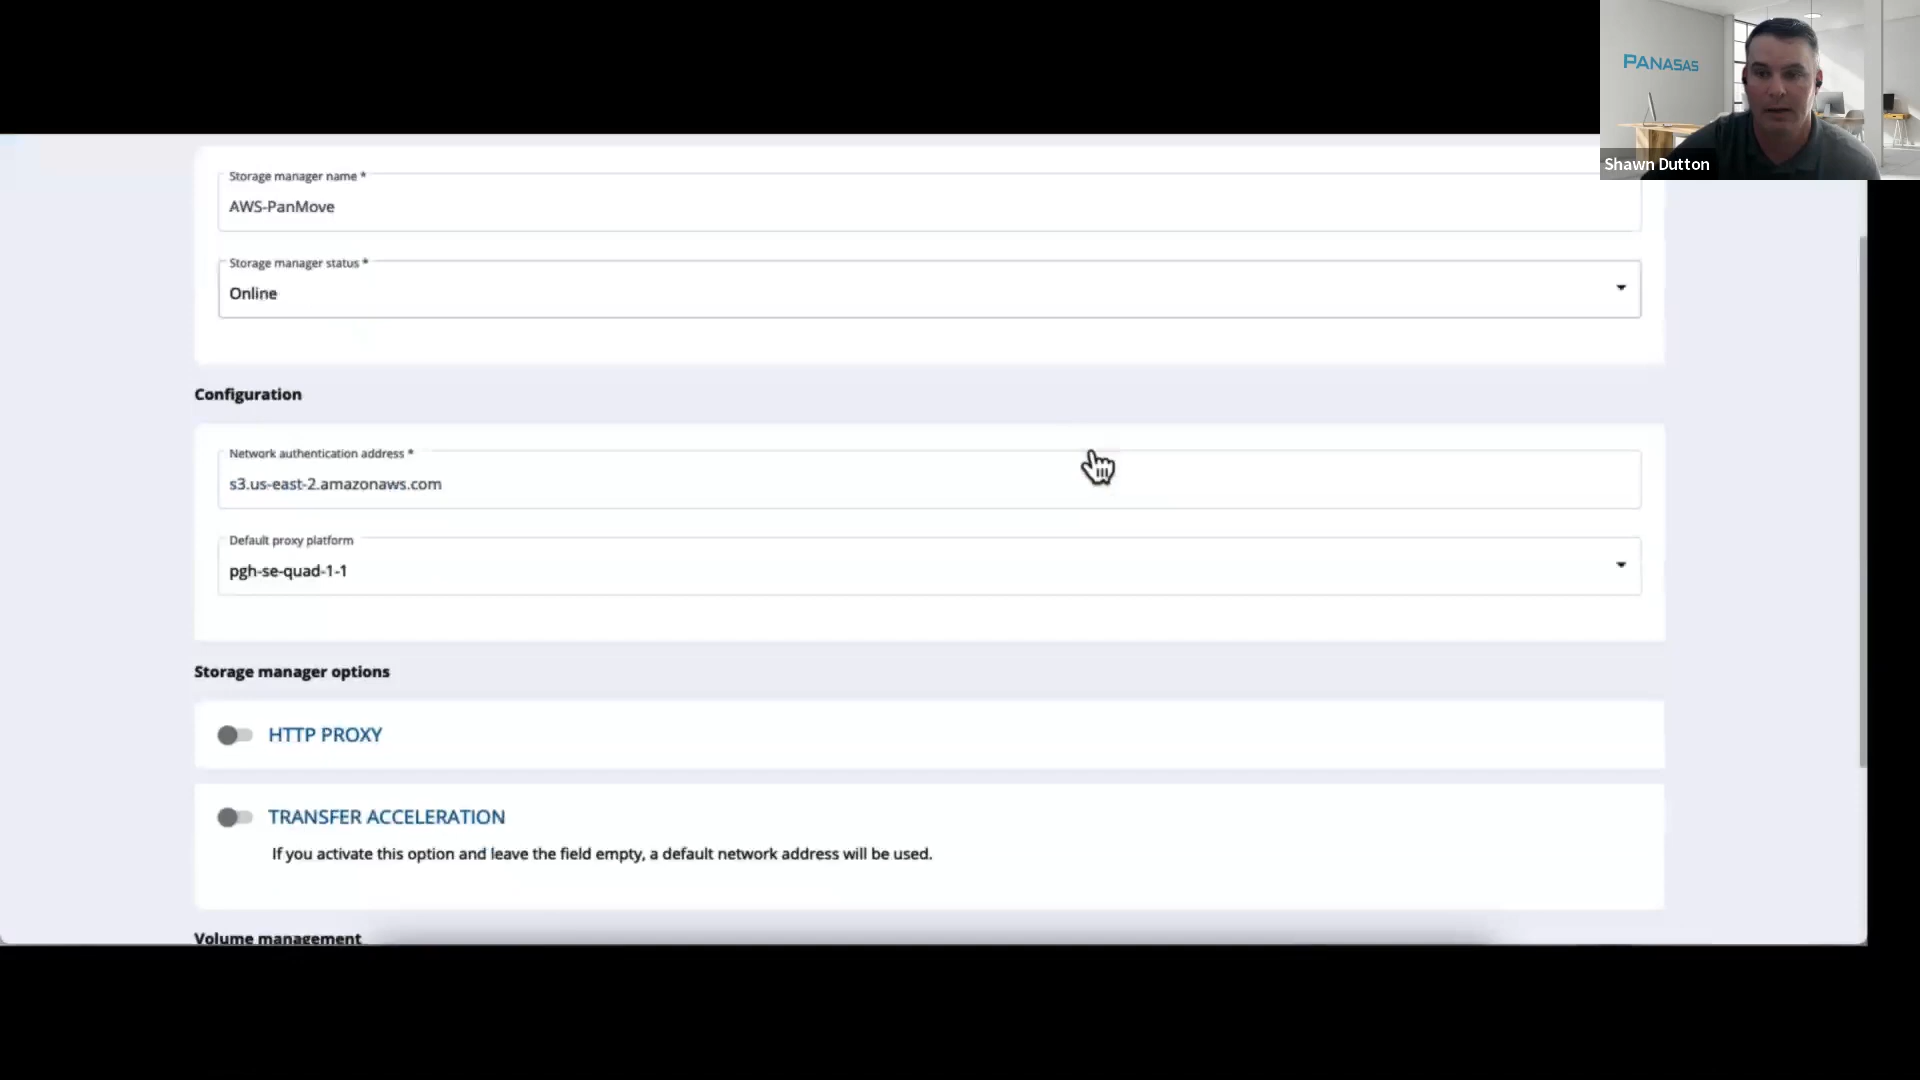 PANASAS
Shawn Dutton
Storage manager name *
AWS-PanMove
Storage manager status *
Online
Configuration
Network authentication address *
s3.us-east-2.amazonaws.com
Default proxy platform
pgh-se-quad-1-1
Storage manager options
HTTP PROXY
TRANSFER ACCELERATION
If you activate this option and leave the field empty, a default network address will be used.
Volume management